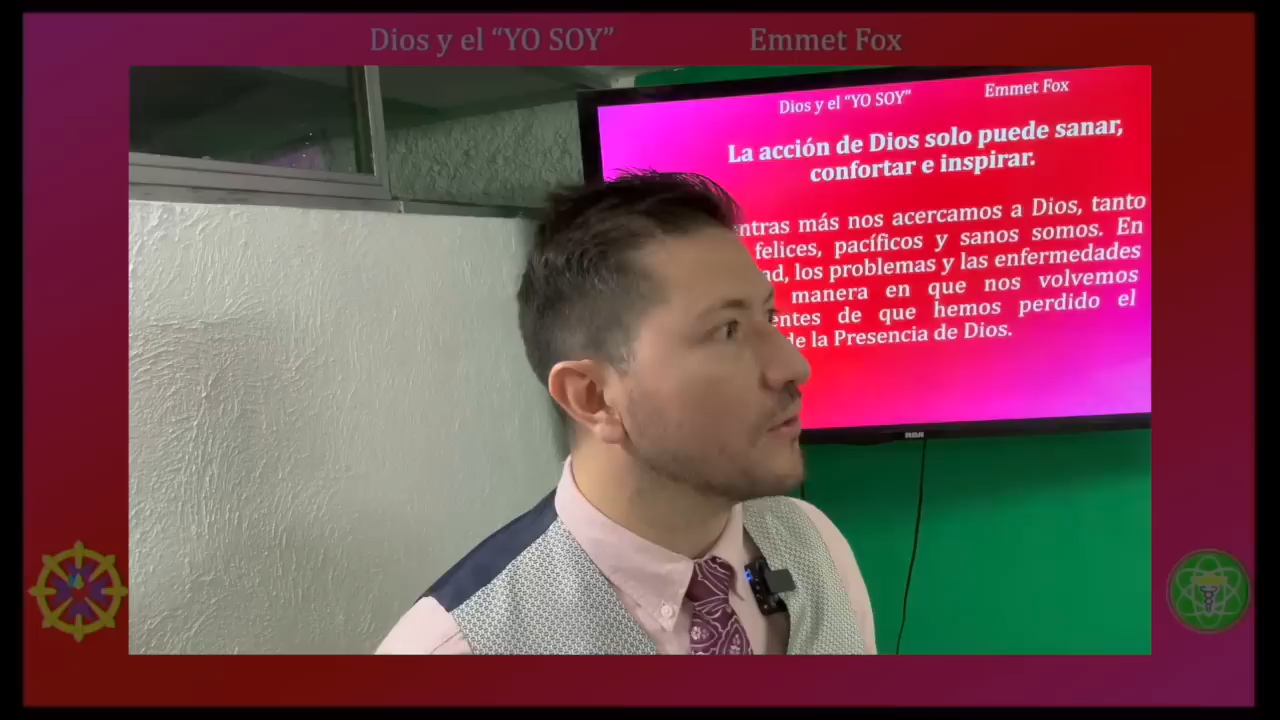 Dios y el “YO SOY” Emmet Fox
Dios y el “YO SOY” Emmet Fox
La acción de Dios solo puede sanar,
confortar e inspirar.
más nos acercamos a Dios, tanto
felices, pacíficos y sanos somos. En
los problemas y las enfermedades
manera en que nos volvemos
de que hemos perdido el
de la Presencia de Dios.
RCA